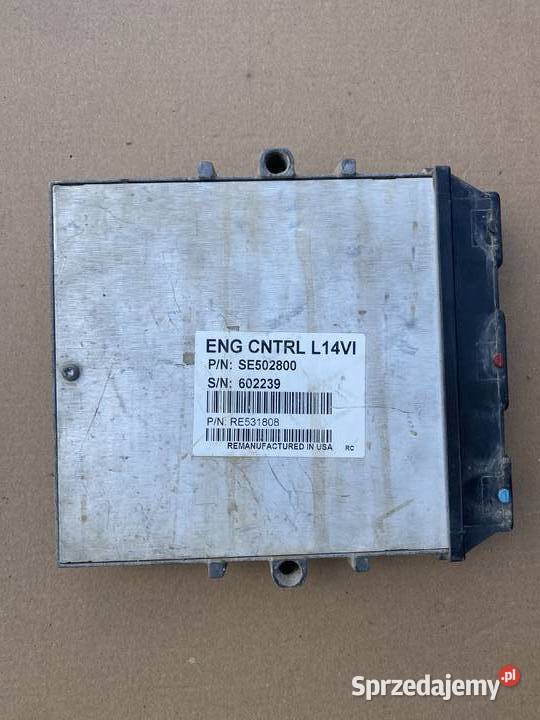 ENG CNTRL L14VI
P/N: SE502800
S/N: 602239
P/N: RE531808
REMANUFACTURED IN USA RC
Sprzedajemy.pl